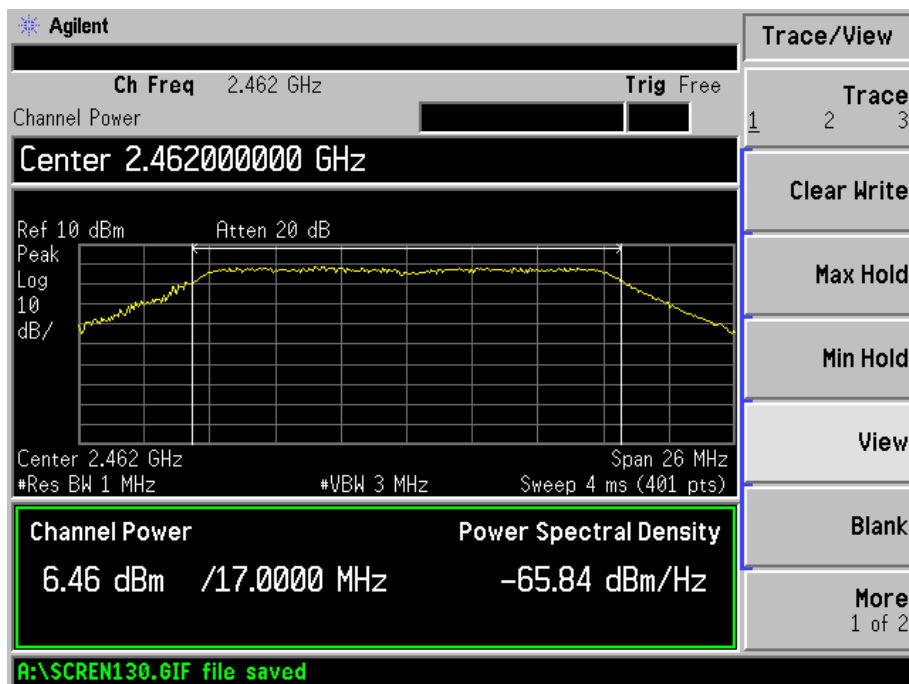 Agilent
Trace/View
Ch Freq 2.462 GHz Trig Free
Channel Power
Trace
1 2 3
Center 2.462000000 GHz
Clear Write
Ref 10 dBm Atten 20 dB
Peak
Log
10
dB/
Max Hold
Min Hold
View
Center 2.462 GHz Span 26 MHz
#Res BW 1 MHz #VBW 3 MHz Sweep 4 ms (401 pts)
Blank
Channel Power Power Spectral Density
6.46 dBm /17.0000 MHz -65.84 dBm/Hz
More
1 of 2
A:\SCREN130.GIF file saved